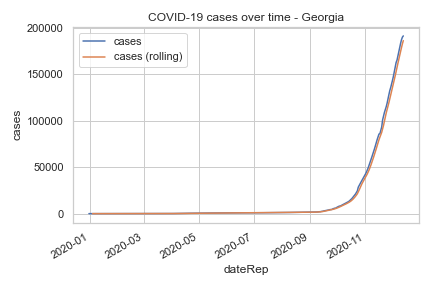 COVID-19 cases over time - Georgia
cases
cases (rolling)
200000
150000
100000
50000
0
cases
2020-01
2020-03
2020-05
2020-07
2020-09
2020-11
dateRep